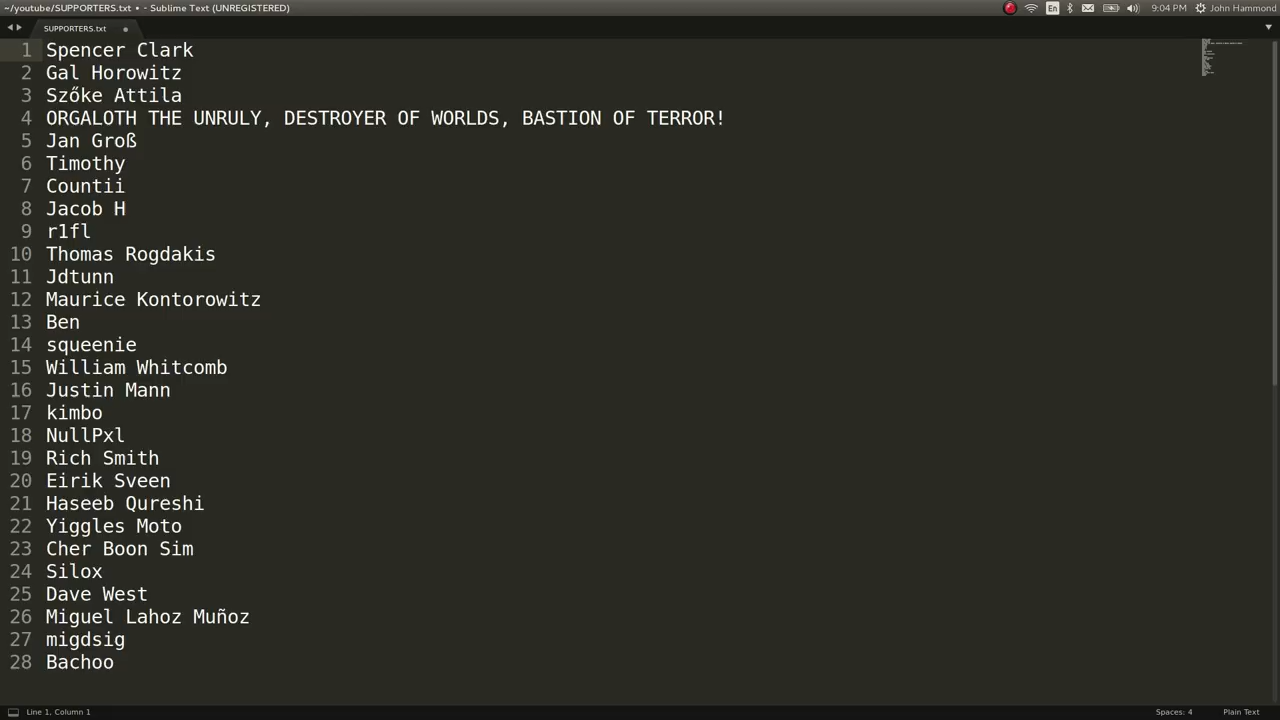 ~/youtube/SUPPORTERS.txt • - Sublime Text (UNREGISTERED)
En
9:04 PM
John Hammond
SUPPORTERS.txt
1 Spencer Clark
2 Gal Horowitz
3 Szőke Attila
4 ORGALOTH THE UNRULY, DESTROYER OF WORLDS, BASTION OF TERROR!
5 Jan Groß
6 Timothy
7 Countii
8 Jacob H
9 r1fl
10 Thomas Rogdakis
11 Jdtunn
12 Maurice Kontorowitz
13 Ben
14 squeenie
15 William Whitcomb
16 Justin Mann
17 kimbo
18 NullPxl
19 Rich Smith
20 Eirik Sveen
21 Haseeb Qureshi
22 Yiggles Moto
23 Cher Boon Sim
24 Silox
25 Dave West
26 Miguel Lahoz Muñoz
27 migdsig
28 Bachoo
Line 1, Column 1
Spaces: 4
Plain Text